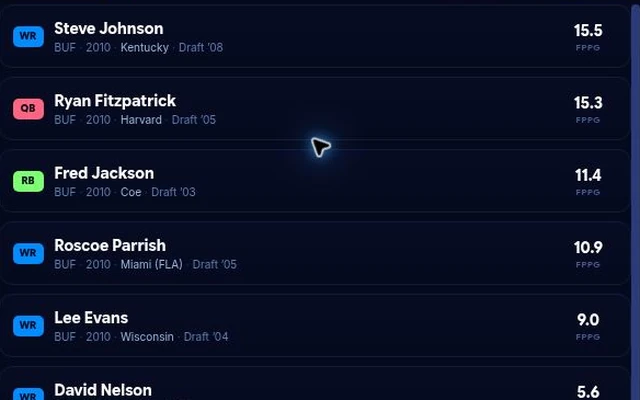 WR
Steve Johnson
15.5
BUF · 2010 · Kentucky · Draft '08
FPPG
QB
Ryan Fitzpatrick
15.3
BUF · 2010 · Harvard · Draft '05
FPPG
RB
Fred Jackson
11.4
BUF · 2010 · Coe · Draft '03
FPPG
WR
Roscoe Parrish
10.9
BUF · 2010 · Miami (FLA) · Draft '05
FPPG
WR
Lee Evans
9.0
BUF · 2010 · Wisconsin · Draft '04
FPPG
WR
David Nelson
5.6